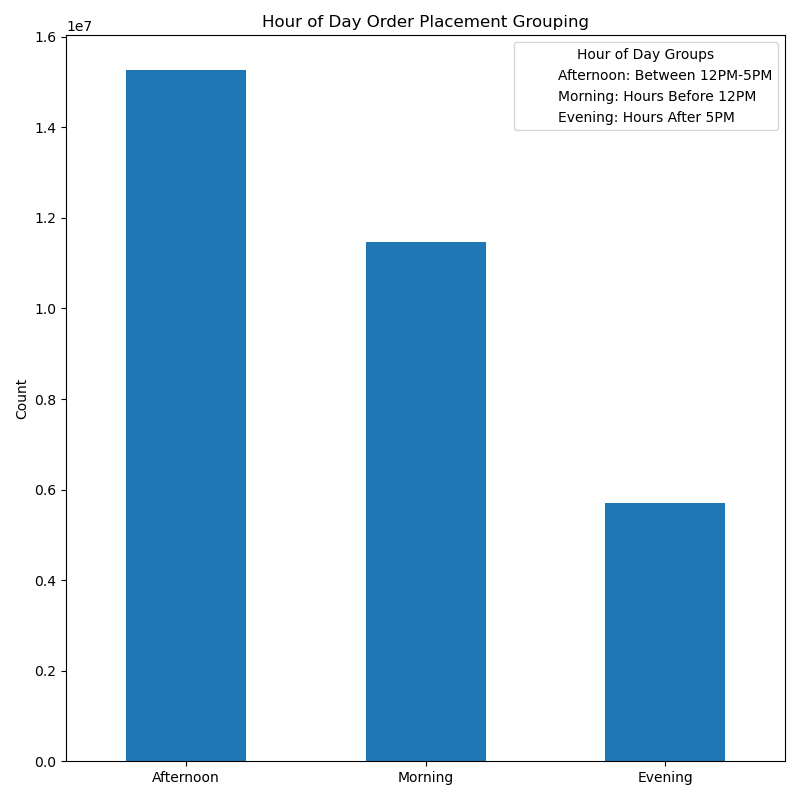 Hour of Day Order Placement Grouping
1e7
1.6
1.4
1.2
1.0
0.8
0.6
0.4
0.2
0.0
Count
Hour of Day Groups
Afternoon: Between 12PM-5PM
Morning: Hours Before 12PM
Evening: Hours After 5PM
Afternoon
Morning
Evening